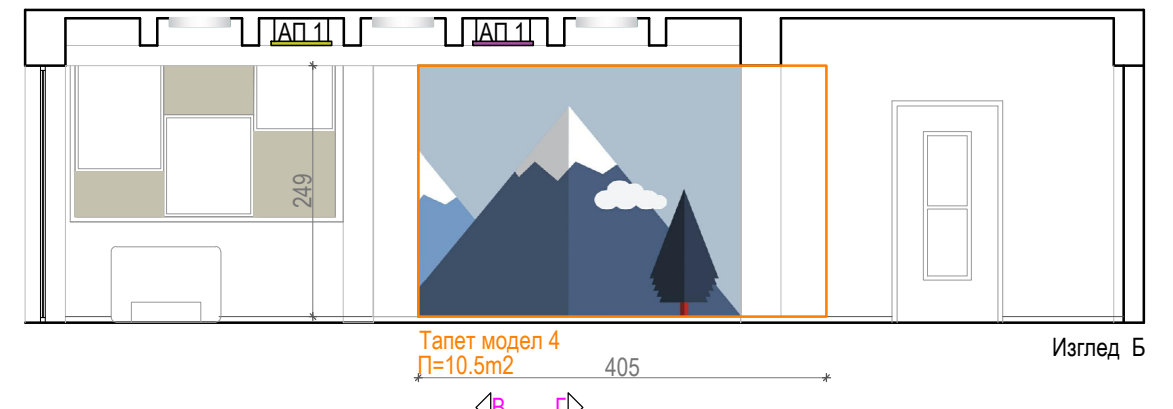 АП 1
АП 1
249
Тапет модел 4
П=10.5m2
405
Изглед Б
В
Г